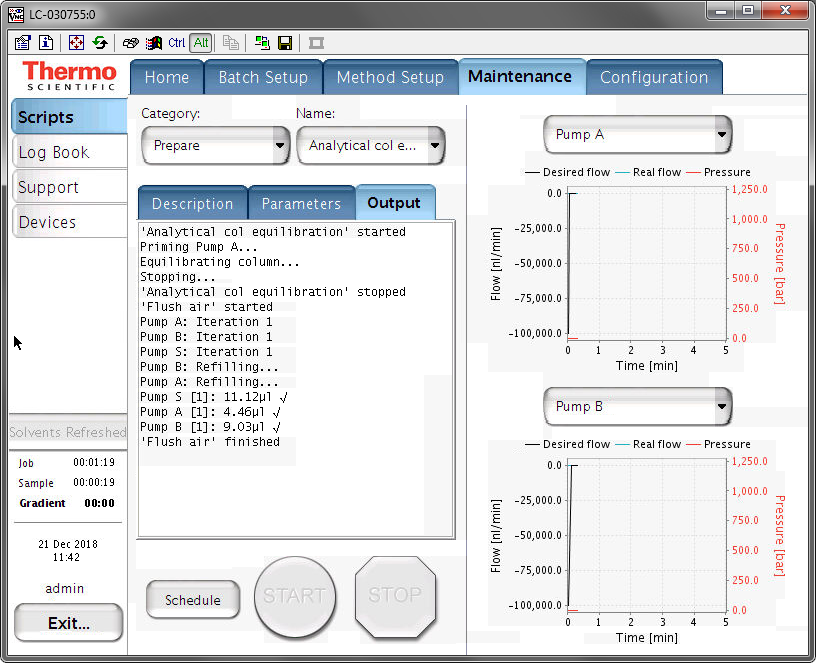 LC-030755:0
Ctrl Alt
Thermo
SCIENTIFIC
Home Batch Setup Method Setup Maintenance Configuration
Scripts
Log Book
Support
Devices
Solvents Refreshed
Job 00:01:19
Sample 00:00:19
Gradient 00:00
21 Dec 2018
11:42
admin
Exit...
Category: Name:
Prepare Analytical col e...
Description Parameters Output
'Analytical col equilibration' started
Priming Pump A...
Equilibrating column...
Stopping...
'Analytical col equilibration' stopped
'Flush air' started
Pump A: Iteration 1
Pump B: Iteration 1
Pump S: Iteration 1
Pump B: Refilling...
Pump A: Refilling...
Pump S [1]: 11.12µl √
Pump A [1]: 4.46µl √
Pump B [1]: 9.03µl √
'Flush air' finished
Schedule START STOP
Pump A
Desired flow Real flow Pressure
Flow [nl/min]
0.0
-25,000.0
-50,000.0
-75,000.0
-100,000.0
1,250.0
1,000.0
750.0
500.0
250.0
0.0
Pressure [bar]
0 1 2 3 4 5
Time [min]
Pump B
Desired flow Real flow Pressure
Flow [nl/min]
0.0
-25,000.0
-50,000.0
-75,000.0
-100,000.0
1,250.0
1,000.0
750.0
500.0
250.0
0.0
Pressure [bar]
0 1 2 3 4 5
Time [min]